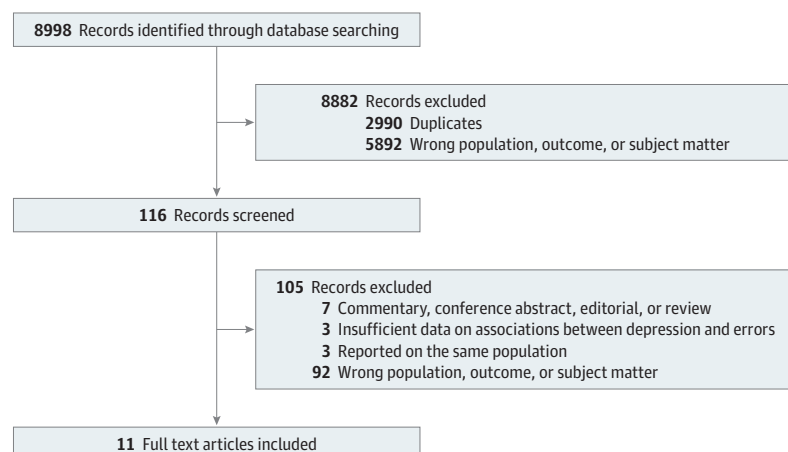 8998 Records identified through database searching
8882 Records excluded
2990 Duplicates
5892 Wrong population, outcome, or subject matter
116 Records screened
105 Records excluded
7 Commentary, conference abstract, editorial, or review
3 Insufficient data on associations between depression and errors
3 Reported on the same population
92 Wrong population, outcome, or subject matter
11 Full text articles included